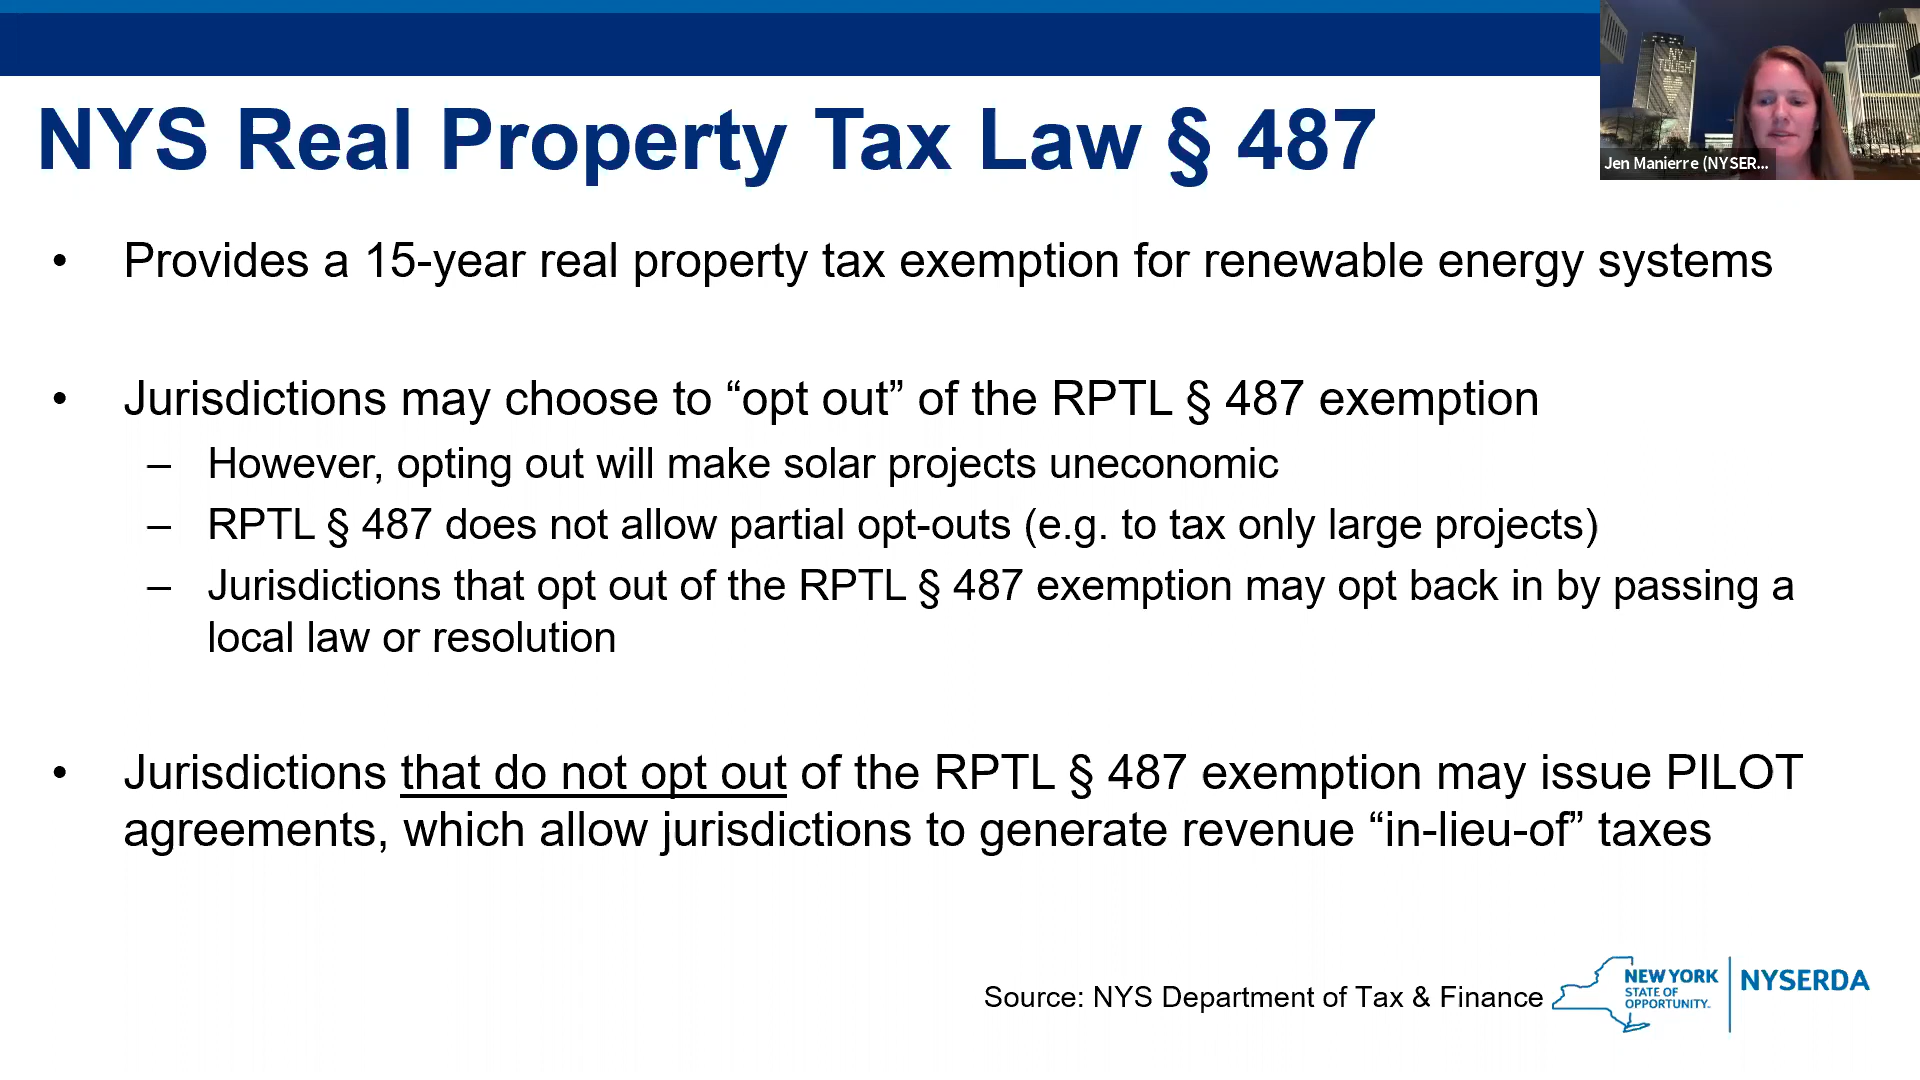 NY
TOUGH
Jen Manierre (NYSER...
NYS Real Property Tax Law § 487
• Provides a 15-year real property tax exemption for renewable energy systems
• Jurisdictions may choose to “opt out” of the RPTL § 487 exemption
– However, opting out will make solar projects uneconomic
– RPTL § 487 does not allow partial opt-outs (e.g. to tax only large projects)
– Jurisdictions that opt out of the RPTL § 487 exemption may opt back in by passing a
local law or resolution
• Jurisdictions that do not opt out of the RPTL § 487 exemption may issue PILOT
agreements, which allow jurisdictions to generate revenue “in-lieu-of” taxes
Source: NYS Department of Tax & Finance
NEW YORK
STATE OF
OPPORTUNITY.
NYSERDA